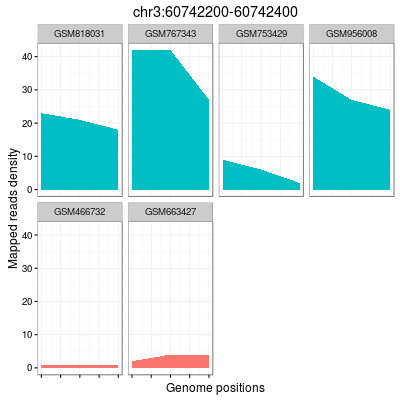 chr3:60742200-60742400
GSM818031 GSM767343 GSM753429 GSM956008
40
30
20
10
0
Mapped reads density
GSM466732 GSM663427
40
30
20
10
0
Genome positions